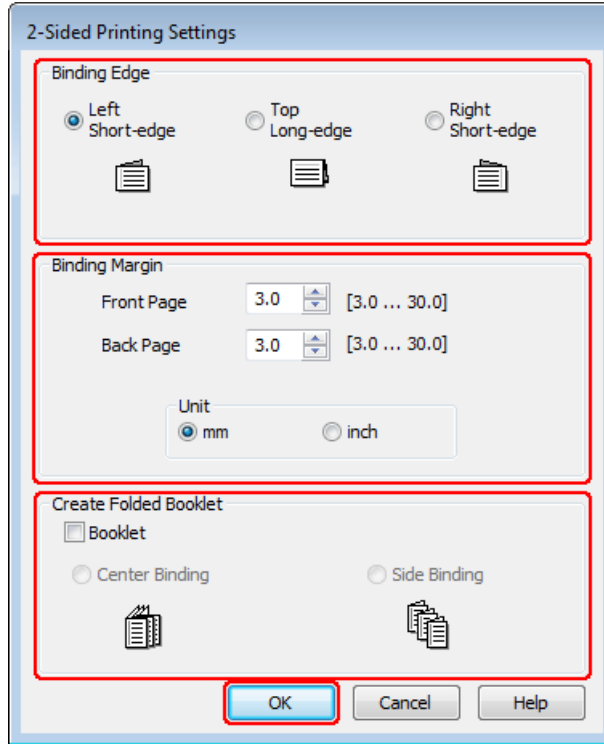 2-Sided Printing Settings
Binding Edge
Left
Short-edge
Top
Long-edge
Right
Short-edge
Binding Margin
Front Page 3.0 [3.0 ... 30.0]
Back Page 3.0 [3.0 ... 30.0]
Unit
mm inch
Create Folded Booklet
Booklet
Center Binding Side Binding
OK Cancel Help